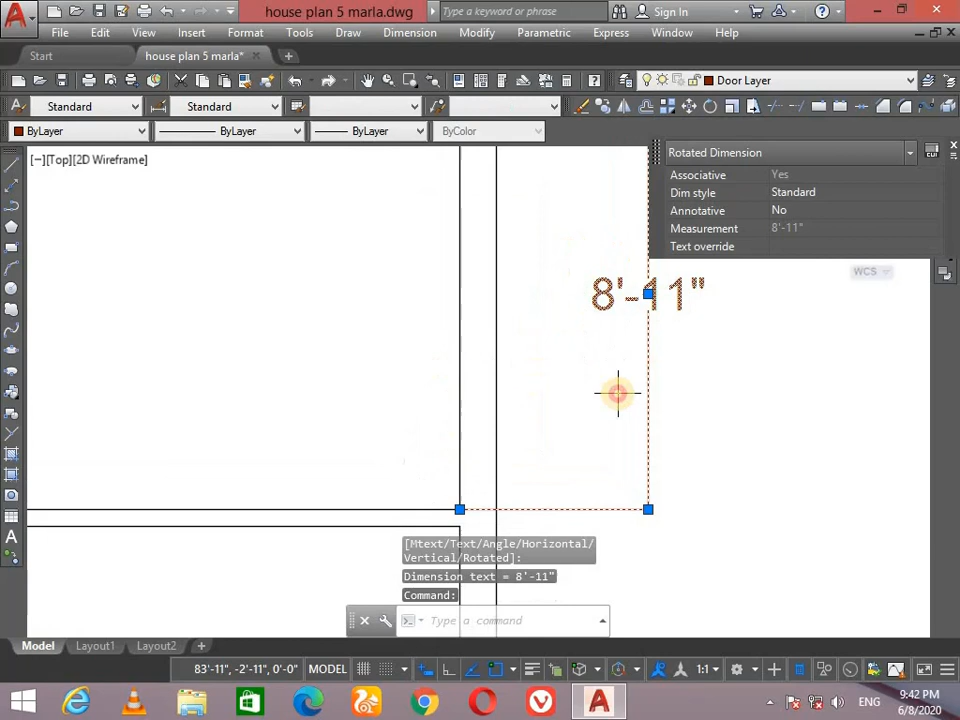 house plan 5 marla.dwg
Type a keyword or phrase
Sign In
File Edit View Insert Format Tools Draw Dimension Modify Parametric Express Window Help
Start
house plan 5 marla*
Door Layer
Standard
Standard
ByLayer
ByLayer
ByLayer
ByColor
[−][Top][2D Wireframe]
Rotated Dimension
Associative Yes
Dim style Standard
Annotative No
Measurement 8'-11"
Text override
WCS
8'-11"
[Mtext/Text/Angle/Horizontal/
Vertical/Rotated]:
Dimension text = 8'-11"
Command:
Type a command
Model Layout1 Layout2
83'-11", -2'-11", 0'-0" MODEL
1:1
ENG
9:42 PM
6/8/2020